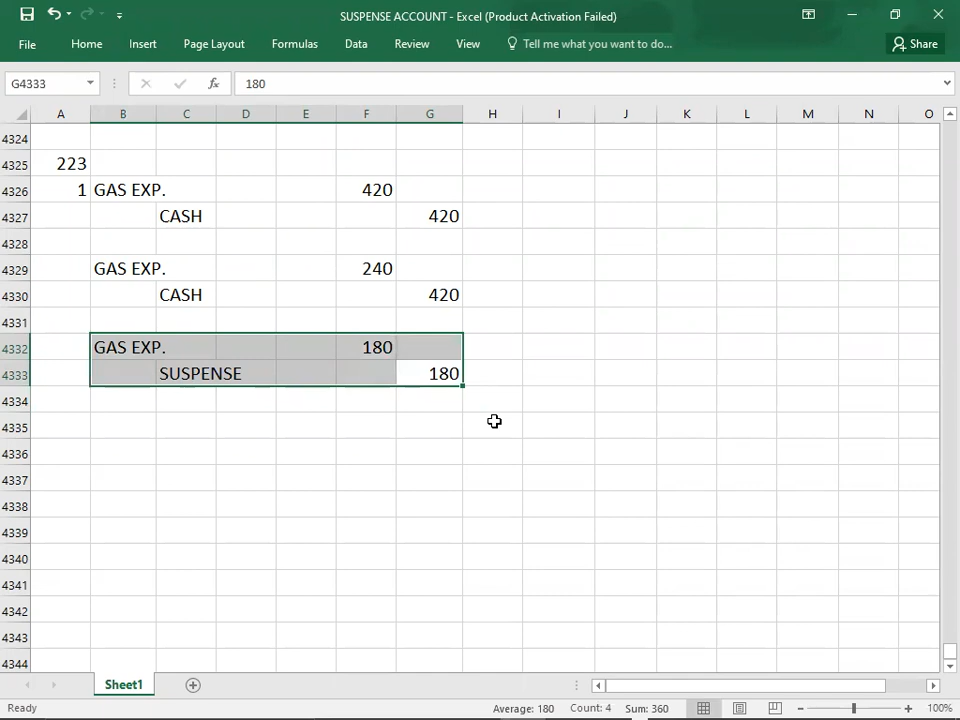 SUSPENSE ACCOUNT - Excel (Product Activation Failed)
File Home Insert Page Layout Formulas Data Review View Tell me what you want to do... Share
G4333 fx 180
A B C D E F G H I J K L M N O
4324
4325 223
4326 1 GAS EXP. 420
4327 CASH 420
4328
4329 GAS EXP. 240
4330 CASH 420
4331
4332 GAS EXP. 180
4333 SUSPENSE 180
4334
4335
4336
4337
4338
4339
4340
4341
4342
4343
4344
Sheet1
Ready Average: 180 Count: 4 Sum: 360 100%